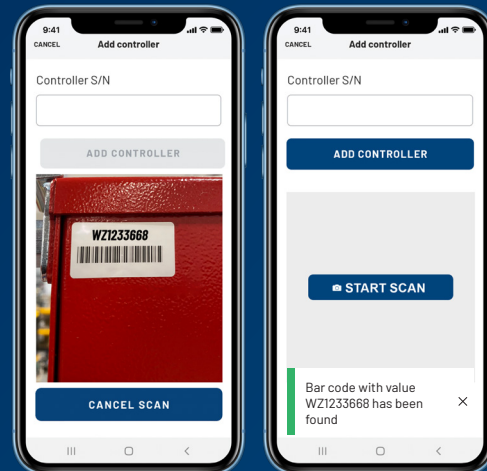 9:41
CANCEL
Add controller
Controller S/N
ADD CONTROLLER
WZ1233668
CANCEL SCAN
9:41
CANCEL
Add controller
Controller S/N
ADD CONTROLLER
START SCAN
Bar code with value
WZ1233668 has been
found